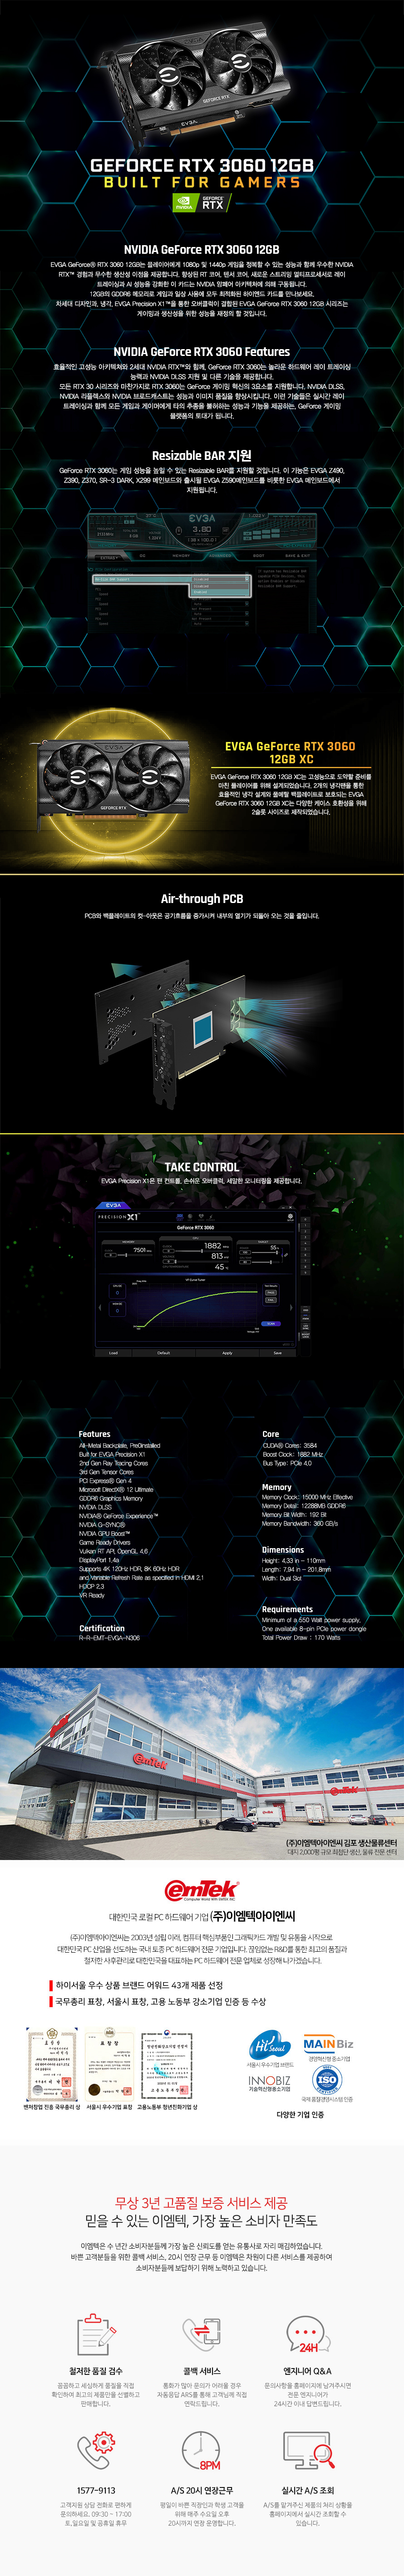 GEFORCE RTX
EVGA
GEFORCE RTX 3060 12GB
BUILT FOR GAMERS
NVIDIA
GEFORCE
RTX
NVIDIA GeForce RTX 3060 12GB
EVGA GeForce® RTX 3060 12GB는 플레이어에게 1080p 및 1440p 게임을 정복할 수 있는 성능과 함께 우수한 NVIDIA
RTX™ 경험과 우수한 생산성 이점을 제공합니다. 향상된 RT 코어, 텐서 코어, 새로운 스트리밍 멀티프로세서로 레이
트레이싱과 AI 성능을 강화한 이 카드는 NVIDIA 암페어 아키텍처에 의해 구동됩니다.
12GB의 GDDR6 메모리로 게임과 일상 사용에 모두 최적화된 하이엔드 카드를 만나보세요.
차세대 디자인과, 냉각, EVGA Precision X1™을 통한 오버클럭이 결합된 EVGA GeForce RTX 3060 12GB 시리즈는
게이밍과 생산성을 위한 성능을 재정의 할 것입니다.
NVIDIA GeForce RTX 3060 Features
효율적인 고성능 아키텍처와 2세대 NVIDIA RTX™와 함께, GeForce RTX 3060는 놀라운 하드웨어 레이 트레이싱
능력과 NVIDIA DLSS 지원 및 다른 기술을 제공합니다.
모든 RTX 30 시리즈와 마찬가지로 RTX 3060는 GeForce 게이밍 혁신의 3요소를 지원합니다. NVIDIA DLSS,
NVIDIA 리플렉스와 NVIDIA 브로드캐스트는 성능과 이미지 품질을 향상시킵니다. 이런 기술들은 실시간 레이
트레이싱과 함께 모든 게임과 게이머에게 타의 추종을 불허하는 성능과 기능을 제공하는, GeForce 게이밍
플랫폼의 토대가 됩니다.
Resizable BAR 지원
GeForce RTX 3060는 게임 성능을 높일 수 있는 Resizable BAR를 지원할 것입니다. 이 기능은 EVGA Z490,
Z390, Z370, SR-3 DARK, X299 메인보드와 출시될 EVGA Z590메인보드를 비롯한 EVGA 메인보드에서
지원됩니다.
EVGA
3.80
OC
MEMORY
ADVANCED
BOOT
SAVE & EXIT
EVGA
GEFORCE RTX
EVGA GeForce RTX 3060
12GB XC
EVGA GeForce RTX 3060 12GB XC는 고성능으로 도약할 준비를
마친 플레이어를 위해 설계되었습니다. 2개의 냉각팬을 통한
효율적인 냉각 설계와 올메탈 백플레이트로 보호되는 EVGA
GeForce RTX 3060 12GB XC는 다양한 케이스 호환성을 위해
2슬롯 사이즈로 제작되었습니다.
Air-through PCB
PCB와 백플레이트의 컷-아웃은 공기흐름을 증가시켜 내부의 열기가 되돌아 오는 것을 줄입니다.
TAKE CONTROL
EVGA Precision X1은 팬 컨트롤, 손쉬운 오버클럭, 세밀한 모니터링을 제공합니다.
EVGA
PRECISION X1
GeForce RTX 3060
7501
1882
813
45
55
Load
Default
Apply
Save
Features
All-Metal Backplate, Pre-Installed
Built for EVGA Precision X1
2nd Gen Ray Tracing Cores
3rd Gen Tensor Cores
PCI Express® Gen 4
Microsoft DirectX® 12 Ultimate
GDDR6 Graphics Memory
NVIDIA DLSS
NVIDIA® GeForce Experience™
NVIDIA G-SYNC®
NVIDIA GPU Boost™
Game Ready Drivers
Vulkan RT API, OpenGL 4.6
DisplayPort 1.4a
Supports 4K 120Hz HDR, 8K 60Hz HDR
and Variable Refresh Rate as specified in HDMI 2.1
HDCP 2.3
VR Ready
Certification
R-R-EMT-EVGA-N306
Core
CUDA® Cores: 3584
Boost Clock: 1882 MHz
Bus Type: PCIe 4.0
Memory
Memory Clock: 15000 MHz Effective
Memory Detail: 12288MB GDDR6
Memory Bit Width: 192 Bit
Memory Bandwidth: 360 GB/s
Dimensions
Height: 4.33 in - 110mm
Length: 7.94 in - 201.8mm
Width: Dual Slot
Requirements
Minimum of a 550 Watt power supply.
One available 8-pin PCIe power dongle
Total Power Draw : 170 Watts
emTek
emTek
(주)이엠텍아이엔씨 김포 생산물류센터
대지 2,000평 규모 최첨단 생산, 물류 전문 센터
emTek
Computer World With EMTEK INC.
대한민국 로컬 PC 하드웨어 기업 (주)이엠텍아이엔씨
(주)이엠텍아이엔씨는 2003년 설립 이래, 컴퓨터 핵심부품인 그래픽카드 개발 및 유통을 시작으로
대한민국 PC 산업을 선도하는 국내 토종 PC 하드웨어 전문 기업입니다. 끊임없는 R&D를 통한 최고의 품질과
철저한 사후관리로 대한민국을 대표하는 PC 하드웨어 전문 업체로 성장해 나가겠습니다.
하이서울 우수 상품 브랜드 어워드 43개 제품 선정
국무총리 표창, 서울시 표창, 고용 노동부 강소기업 인증 등 수상
표창장
벤처창업 진흥 국무총리 상
서울시 우수기업 표창
고용노동부 청년친화기업 상
Hi Seoul
서울시 우수기업 브랜드
MAINBiz
경영혁신형 중소기업
INNOBIZ
기술혁신형중소기업
ISO
국제 품질경영시스템 인증
다양한 기업 인증
무상 3년 고품질 보증 서비스 제공
믿을 수 있는 이엠텍, 가장 높은 소비자 만족도
이엠텍은 수 년간 소비자분들께 가장 높은 신뢰도를 얻는 유통사로 자리 매김하였습니다.
바쁜 고객분들을 위한 콜백 서비스, 20시 연장 근무 등 이엠텍은 차원이 다른 서비스를 제공하여
소비자분들께 보답하기 위해 노력하고 있습니다.
24H
철저한 품질 검수
꼼꼼하고 세심하게 품질을 직접
확인하여 최고의 제품만을 선별하고
판매합니다.
콜백 서비스
통화가 많아 문의가 어려울 경우
자동응답 ARS를 통해 고객님께 직접
연락드립니다.
엔지니어 Q&A
문의사항을 홈페이지에 남겨주시면
전문 엔지니어가
24시간 이내 답변드립니다.
8PM
1577-9113
고객지원 상담 전화로 편하게
문의하세요. 09:30 ~ 17:00
토,일요일 및 공휴일 휴무
A/S 20시 연장근무
평일이 바쁜 직장인과 학생 고객을
위해 매주 수요일 오후
20시까지 연장 운영합니다.
실시간 A/S 조회
A/S를 맡겨주신 제품의 처리 상황을
홈페이지에서 실시간 조회할 수
있습니다.